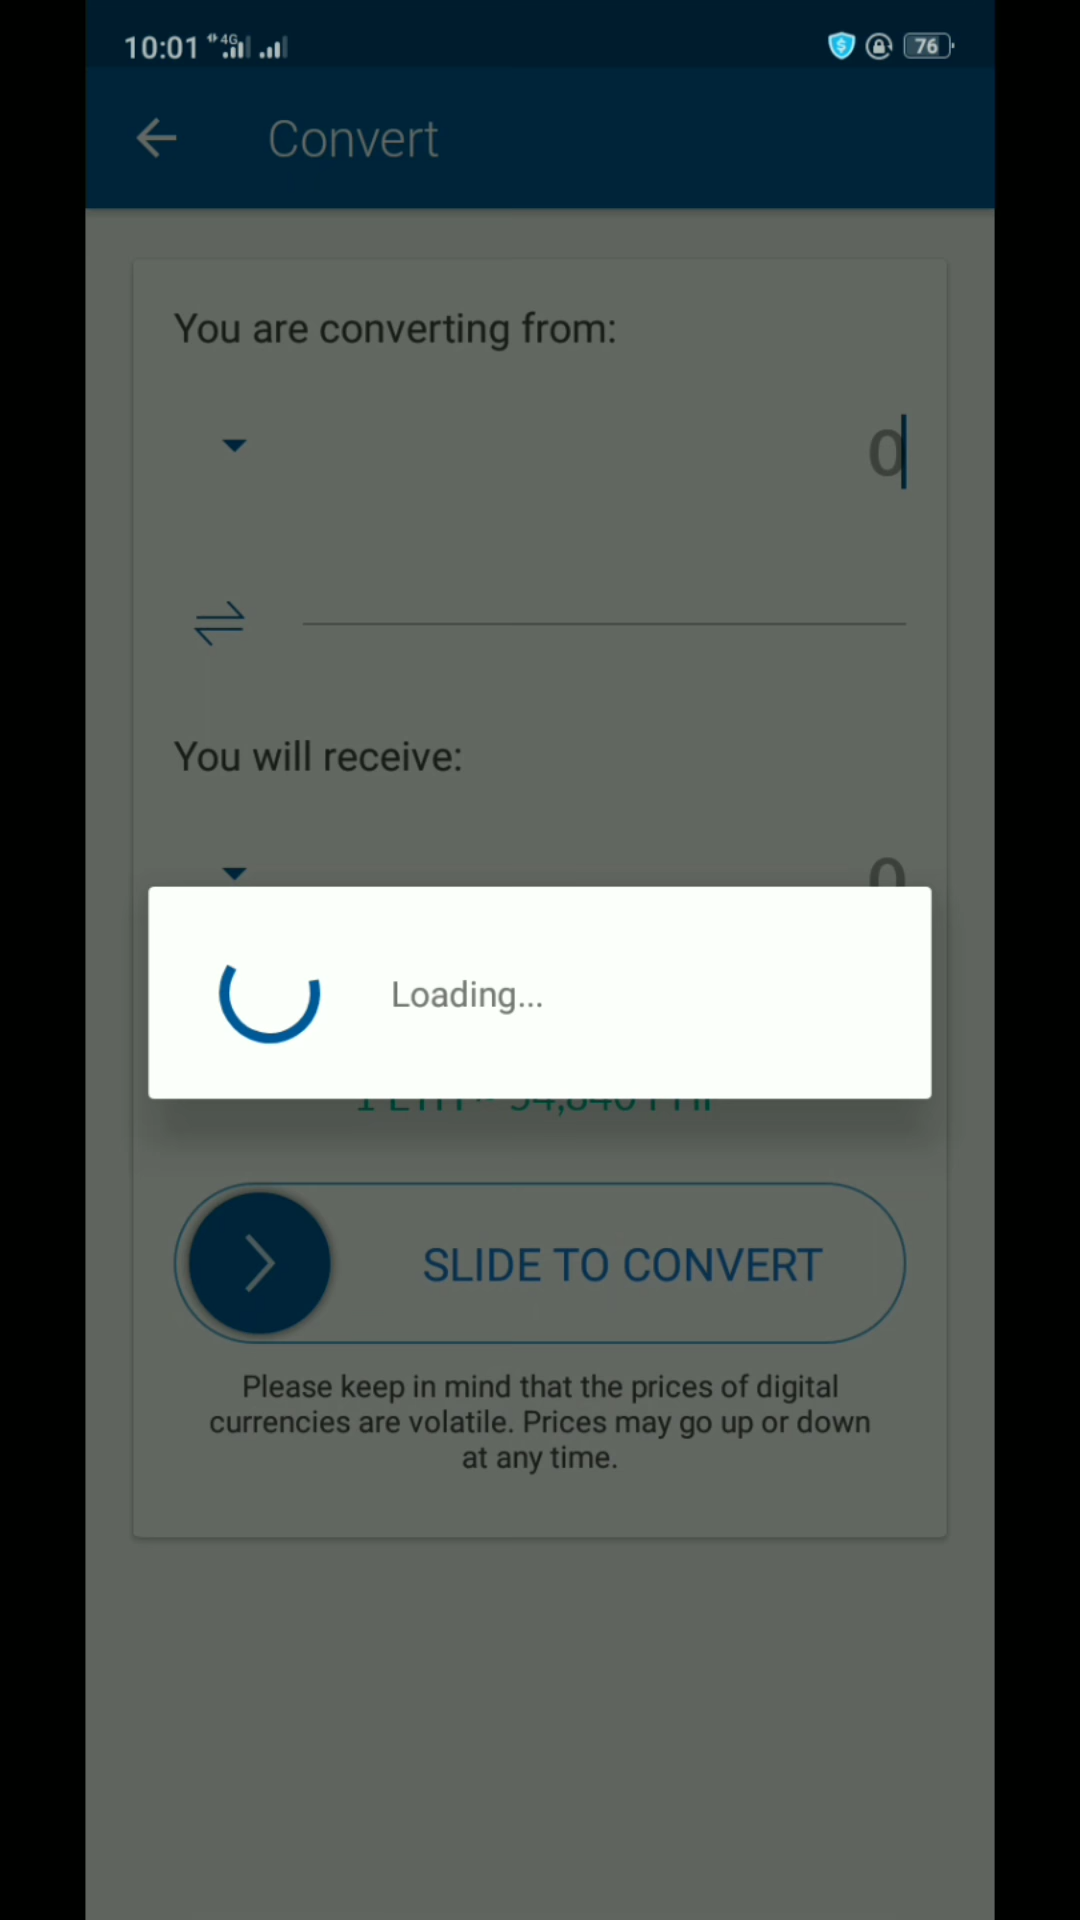 10:01 4G 76
Convert
You are converting from:
0
You will receive:
0
Loading...
SLIDE TO CONVERT
Please keep in mind that the prices of digital
currencies are volatile. Prices may go up or down
at any time.